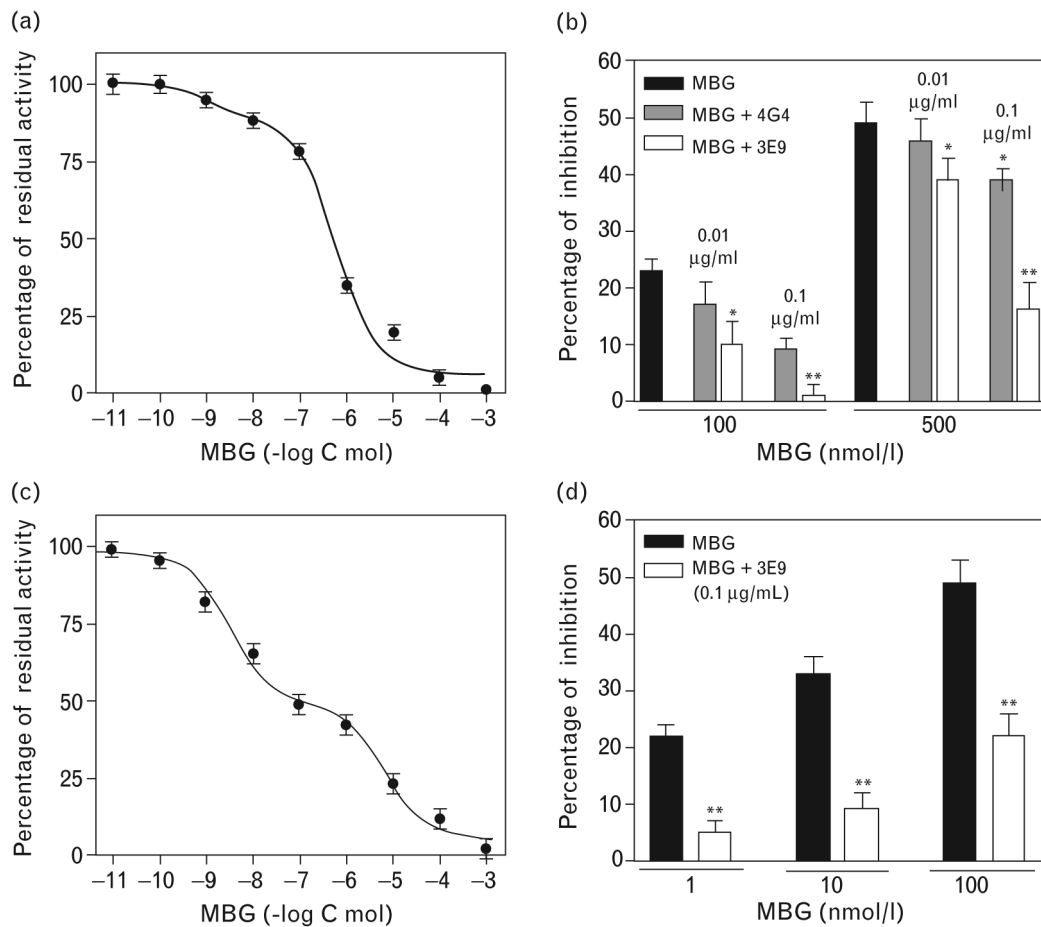 (a)
Percentage of residual activity
100
75
50
25
0
–11 –10 –9 –8 –7 –6 –5 –4 –3
MBG (-log C mol)
(b)
Percentage of inhibition
60
50
40
30
20
10
0
MBG
MBG + 4G4
MBG + 3E9
0.01
μg/ml
0.1
μg/ml
*
**
0.01
μg/ml
0.1
μg/ml
*
*
**
100 500
MBG (nmol/l)
(c)
Percentage of residual activity
100
75
50
25
0
–11 –10 –9 –8 –7 –6 –5 –4 –3
MBG (-log C mol)
(d)
Percentage of inhibition
60
50
40
30
20
10
0
MBG
MBG + 3E9
(0.1 μg/mL)
**
**
**
1 10 100
MBG (nmol/l)